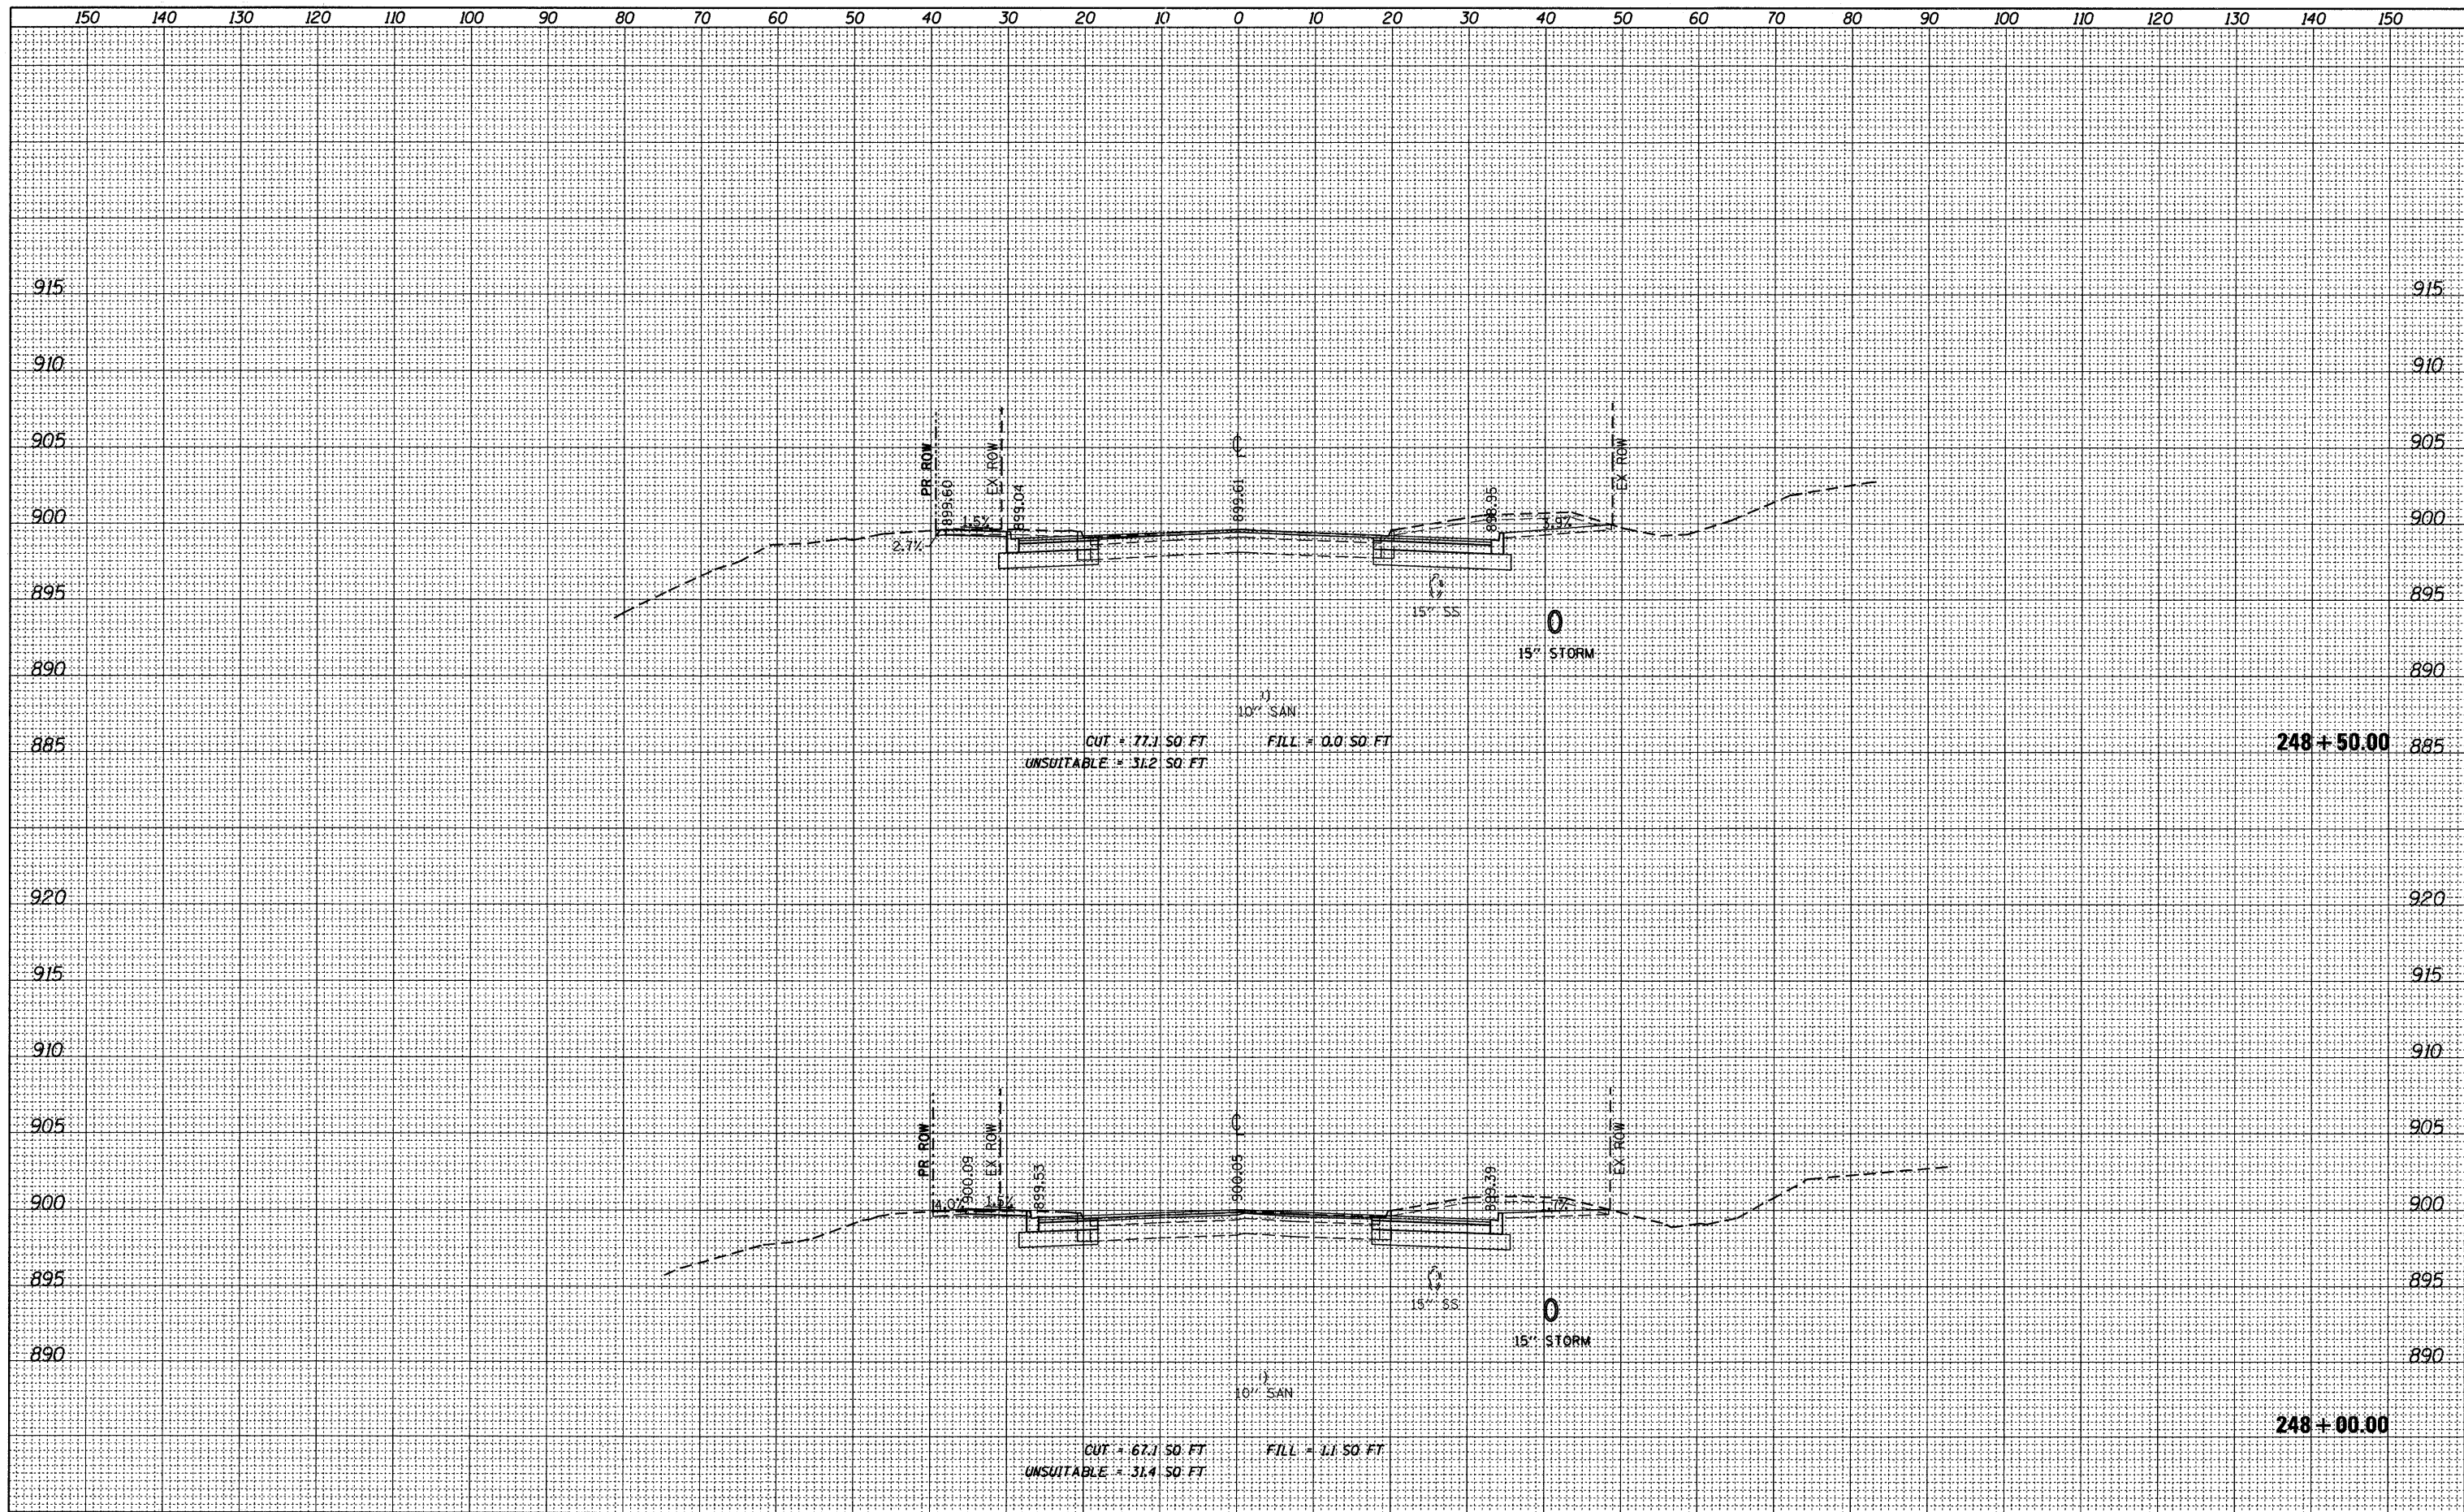 150 140 130 120 110 100 90 80 70 60 50 40 30 20 10 0 10 20 30 40 50 60 70 80 90 100 110 120 130 140 150
915 915
910 910
905 905
PR ROW
899.60
EX ROW
899.04
℄
899.61
898.95
EX ROW
900 900
1.5%
3.9%
2.7%
895 895
15" SS
15" STORM
890 890
10" SAN
CUT = 77.1 SQ FT FILL = 0.0 SQ FT
UNSUITABLE = 31.2 SQ FT
885 248 + 50.00 885
920 920
915 915
910 910
905 905
PR ROW
900.09
EX ROW
899.53
℄
900.05
899.39
EX ROW
900 900
4.0% 1.5%
1.7%
895 895
15" SS
15" STORM
890 890
10" SAN
248 + 00.00
CUT = 67.1 SQ FT FILL = 1.1 SQ FT
UNSUITABLE = 31.4 SQ FT